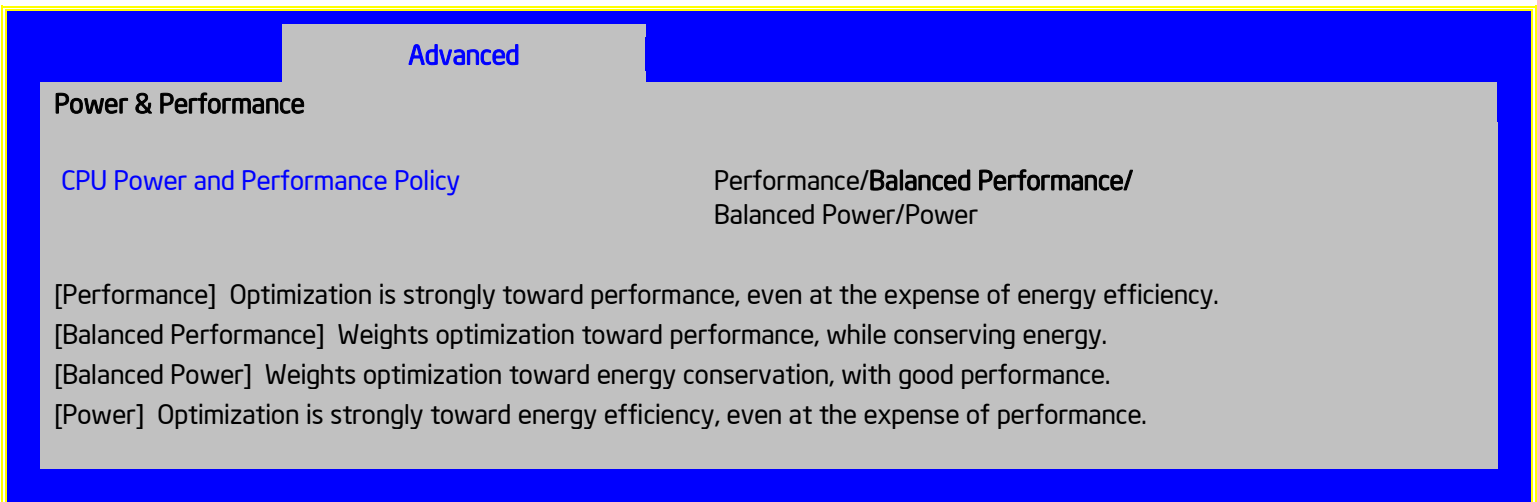 Advanced
Power & Performance
CPU Power and Performance Policy Performance/Balanced Performance/
Balanced Power/Power
[Performance] Optimization is strongly toward performance, even at the expense of energy efficiency.
[Balanced Performance] Weights optimization toward performance, while conserving energy.
[Balanced Power] Weights optimization toward energy conservation, with good performance.
[Power] Optimization is strongly toward energy efficiency, even at the expense of performance.